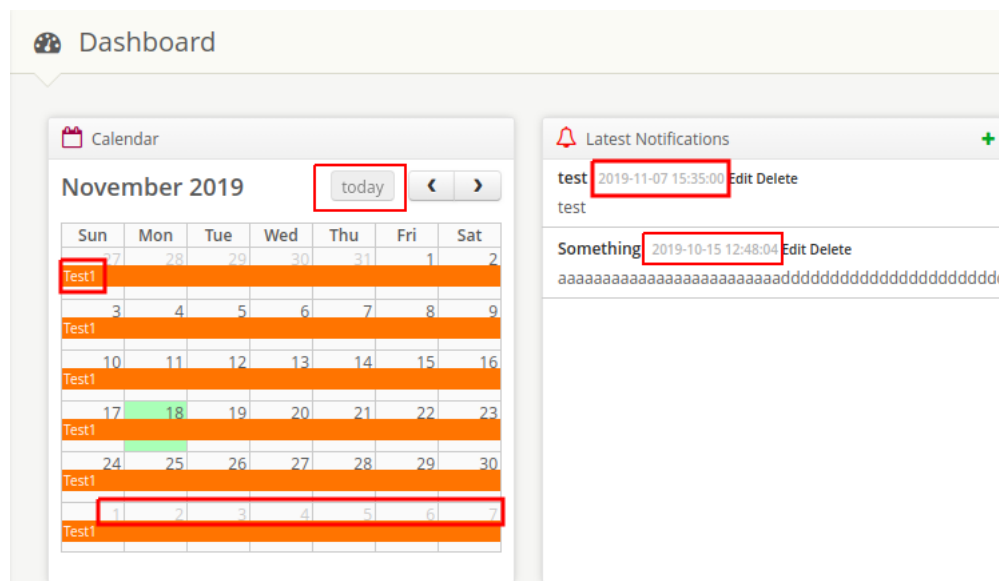 Dashboard
Calendar
November 2019 today
Sun Mon Tue Wed Thu Fri Sat
27 28 29 30 31 1 2
Test1
3 4 5 6 7 8 9
Test1
10 11 12 13 14 15 16
Test1
17 18 19 20 21 22 23
Test1
24 25 26 27 28 29 30
Test1
1 2 3 4 5 6 7
Test1
Latest Notifications
test 2019-11-07 15:35:00 Edit Delete
test
Something 2019-10-15 12:48:04 Edit Delete